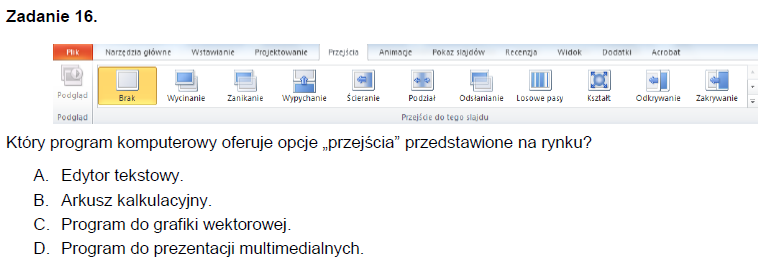 Zadanie 16.
Plik Narzędzia główne Wstawianie Projektowanie Przejścia Animacje Pokaz slajdów Recenzja Widok Dodatki Acrobat
Podgląd Brak Wycinanie Zanikanie Wypychanie Ścieranie Podział Odsłanianie Losowe pasy Kształt Odkrywanie Zakrywanie
Podgląd Przejście do tego slajdu
Który program komputerowy oferuje opcje „przejścia” przedstawione na rynku?
A. Edytor tekstowy.
B. Arkusz kalkulacyjny.
C. Program do grafiki wektorowej.
D. Program do prezentacji multimedialnych.